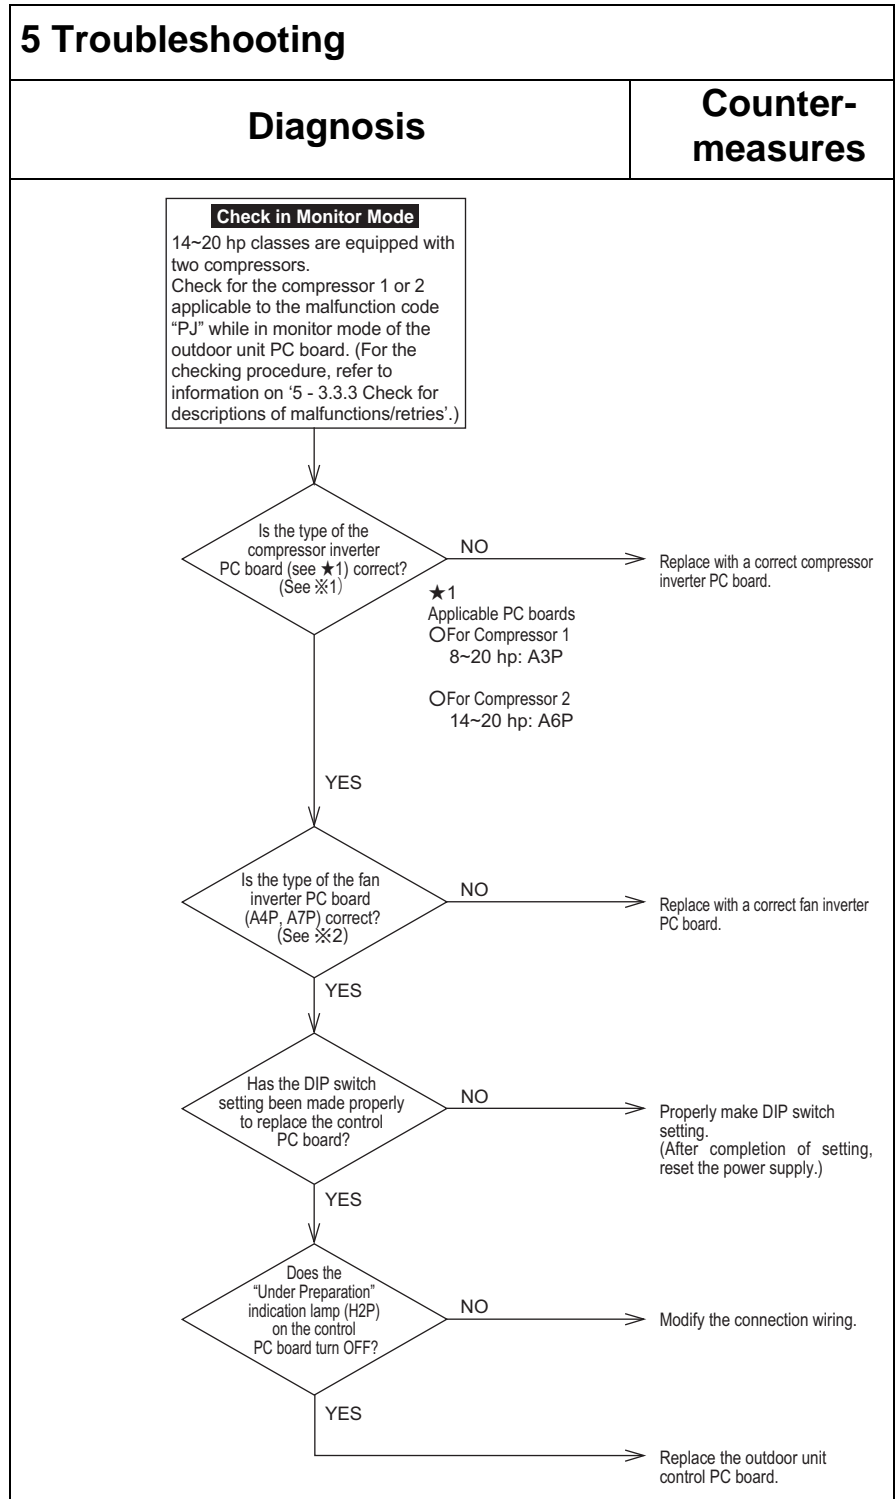 5 Troubleshooting
Diagnosis
Counter-
measures
Check in Monitor Mode
14~20 hp classes are equipped with
two compressors.
Check for the compressor 1 or 2
applicable to the malfunction code
“PJ” while in monitor mode of the
outdoor unit PC board. (For the
checking procedure, refer to
information on ‘5 - 3.3.3 Check for
descriptions of malfunctions/retries’.)
Is the type of the
compressor inverter
PC board (see ★1) correct?
(See ※1)
NO
Replace with a correct compressor
inverter PC board.
★1
Applicable PC boards
○For Compressor 1
8~20 hp: A3P
○For Compressor 2
14~20 hp: A6P
YES
Is the type of the fan
inverter PC board
(A4P, A7P) correct?
(See ※2)
NO
Replace with a correct fan inverter
PC board.
YES
Has the DIP switch
setting been made properly
to replace the control
PC board?
NO
Properly make DIP switch
setting.
(After completion of setting,
reset the power supply.)
YES
Does the
“Under Preparation”
indication lamp (H2P)
on the control
PC board turn OFF?
NO
Modify the connection wiring.
YES
Replace the outdoor unit
control PC board.